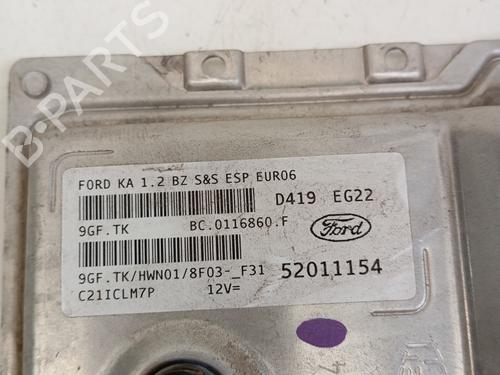 B-PARTS
FORD KA 1.2 BZ S&S ESP EURO6
D419 EG22
9GF.TK BC.0116860.F
Ford
9GF.TK/HWN01/8F03-_F31 52011154
C21ICLM7P 12V=